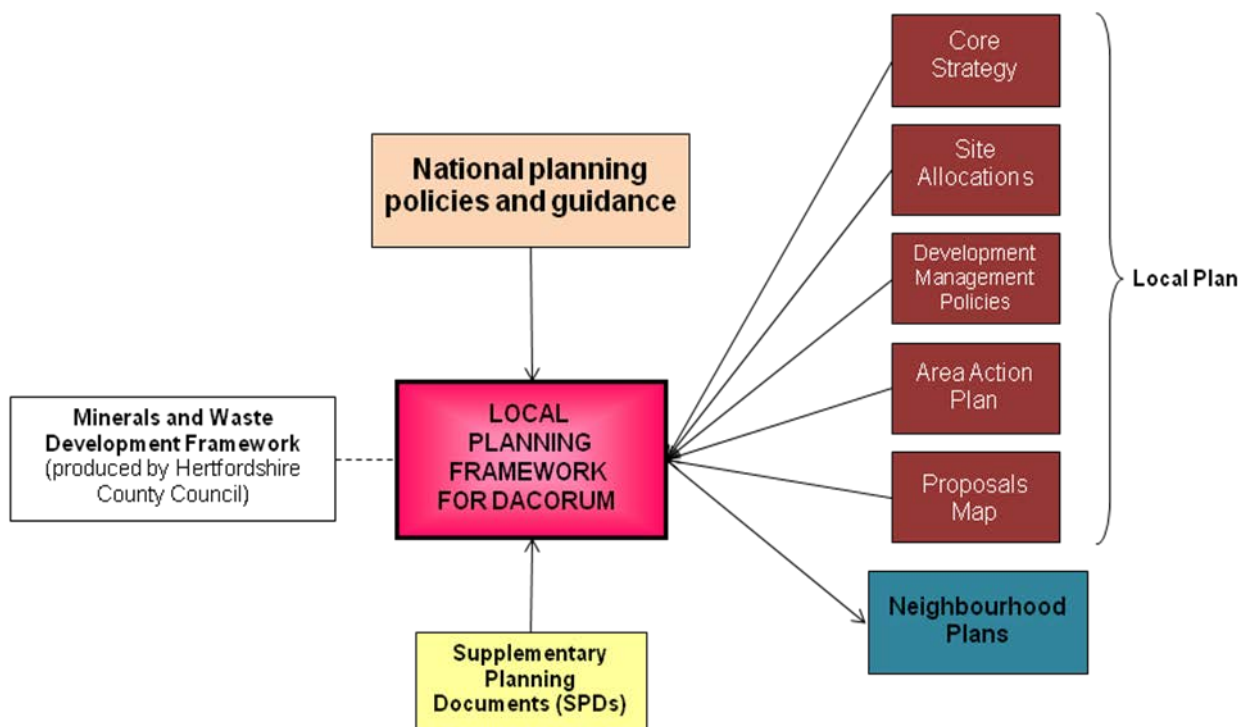 Core
Strategy
National planning
policies and guidance
Site
Allocations
Development
Management
Policies
Local Plan
Area Action
Plan
Minerals and Waste
Development Framework
(produced by Hertfordshire
County Council)
LOCAL
PLANNING
FRAMEWORK
FOR DACORUM
Proposals
Map
Neighbourhood
Plans
Supplementary
Planning
Documents (SPDs)